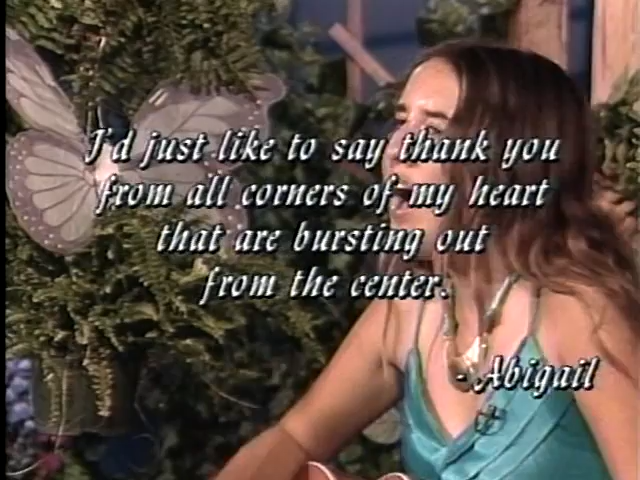 I'd just like to say thank you
from all corners of my heart
that are bursting out
from the center.
- Abigail